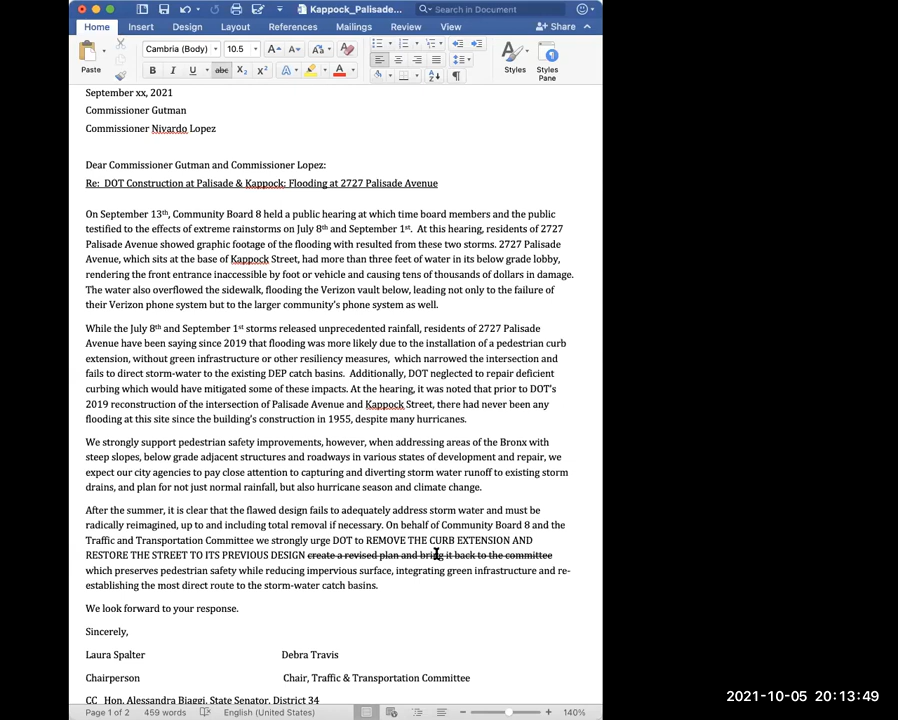 Kappock_Palisade...
Search in Document
Home Insert Design Layout References Mailings Review View Share
Paste Cambria (Body) 10.5 Styles Styles Pane
September xx, 2021
Commissioner Gutman
Commissioner Nivardo Lopez
Dear Commissioner Gutman and Commissioner Lopez:
Re: DOT Construction at Palisade & Kappock; Flooding at 2727 Palisade Avenue
On September 13th, Community Board 8 held a public hearing at which time board members and the public
testified to the effects of extreme rainstorms on July 8th and September 1st. At this hearing, residents of 2727
Palisade Avenue showed graphic footage of the flooding with resulted from these two storms. 2727 Palisade
Avenue, which sits at the base of Kappock Street, had more than three feet of water in its below grade lobby,
rendering the front entrance inaccessible by foot or vehicle and causing tens of thousands of dollars in damage.
The water also overflowed the sidewalk, flooding the Verizon vault below, leading not only to the failure of
their Verizon phone system but to the larger community's phone system as well.
While the July 8th and September 1st storms released unprecedented rainfall, residents of 2727 Palisade
Avenue have been saying since 2019 that flooding was more likely due to the installation of a pedestrian curb
extension, without green infrastructure or other resiliency measures, which narrowed the intersection and
fails to direct storm-water to the existing DEP catch basins. Additionally, DOT neglected to repair deficient
curbing which would have mitigated some of these impacts. At the hearing, it was noted that prior to DOT's
2019 reconstruction of the intersection of Palisade Avenue and Kappock Street, there had never been any
flooding at this site since the building's construction in 1955, despite many hurricanes.
We strongly support pedestrian safety improvements, however, when addressing areas of the Bronx with
steep slopes, below grade adjacent structures and roadways in various states of development and repair, we
expect our city agencies to pay close attention to capturing and diverting storm water runoff to existing storm
drains, and plan for not just normal rainfall, but also hurricane season and climate change.
After the summer, it is clear that the flawed design fails to adequately address storm water and must be
radically reimagined, up to and including total removal if necessary. On behalf of Community Board 8 and the
Traffic and Transportation Committee we strongly urge DOT to REMOVE THE CURB EXTENSION AND
RESTORE THE STREET TO ITS PREVIOUS DESIGN create a revised plan and bring it back to the committee
which preserves pedestrian safety while reducing impervious surface, integrating green infrastructure and re-
establishing the most direct route to the storm-water catch basins.
We look forward to your response.
Sincerely,
Laura Spalter Debra Travis
Chairperson Chair, Traffic & Transportation Committee
CC Hon. Alessandra Biaggi, State Senator, District 34
Page 1 of 2 459 words English (United States) 140%
2021-10-05 20:13:49